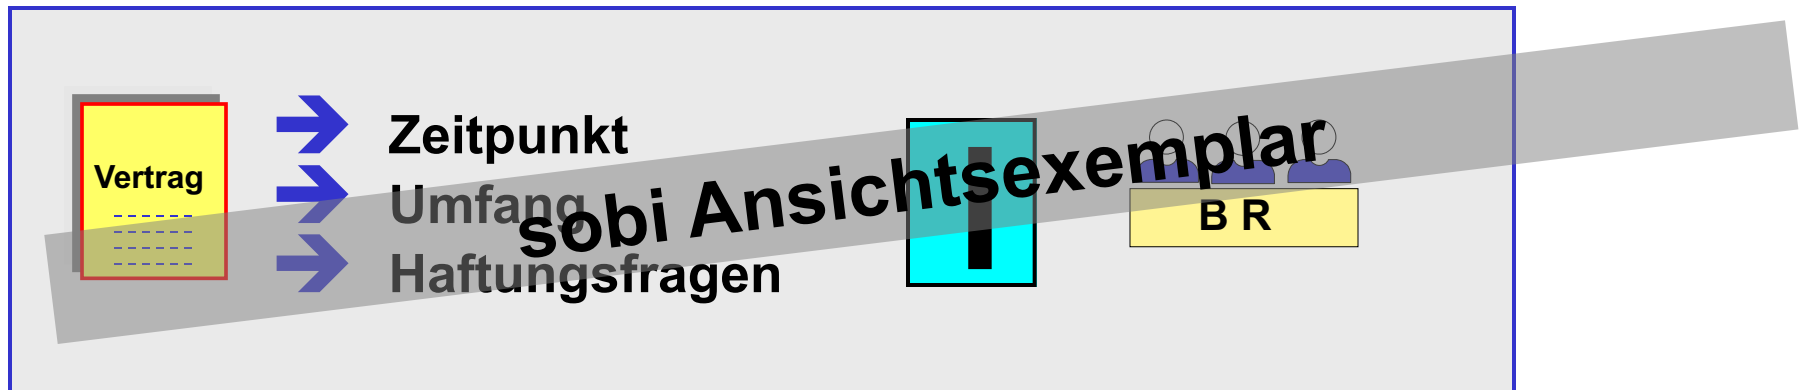 Vertrag
Zeitpunkt
Umfang
Haftungsfragen
I
B R
sobi Ansichtsexemplar